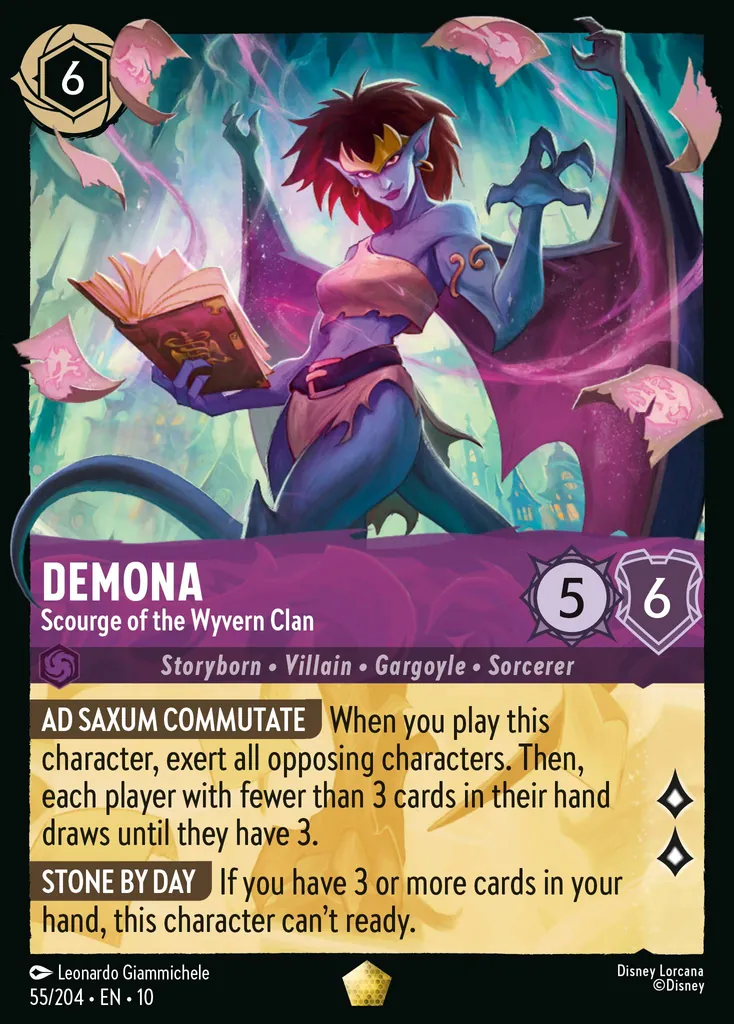 6
DEMONA
Scourge of the Wyvern Clan
5
6
Storyborn • Villain • Gargoyle • Sorcerer
AD SAXUM COMMUTATE When you play this
character, exert all opposing characters. Then,
each player with fewer than 3 cards in their hand
draws until they have 3.
STONE BY DAY If you have 3 or more cards in your
hand, this character can't ready.
Leonardo Giammichele
55/204 • EN • 10
Disney Lorcana
©Disney